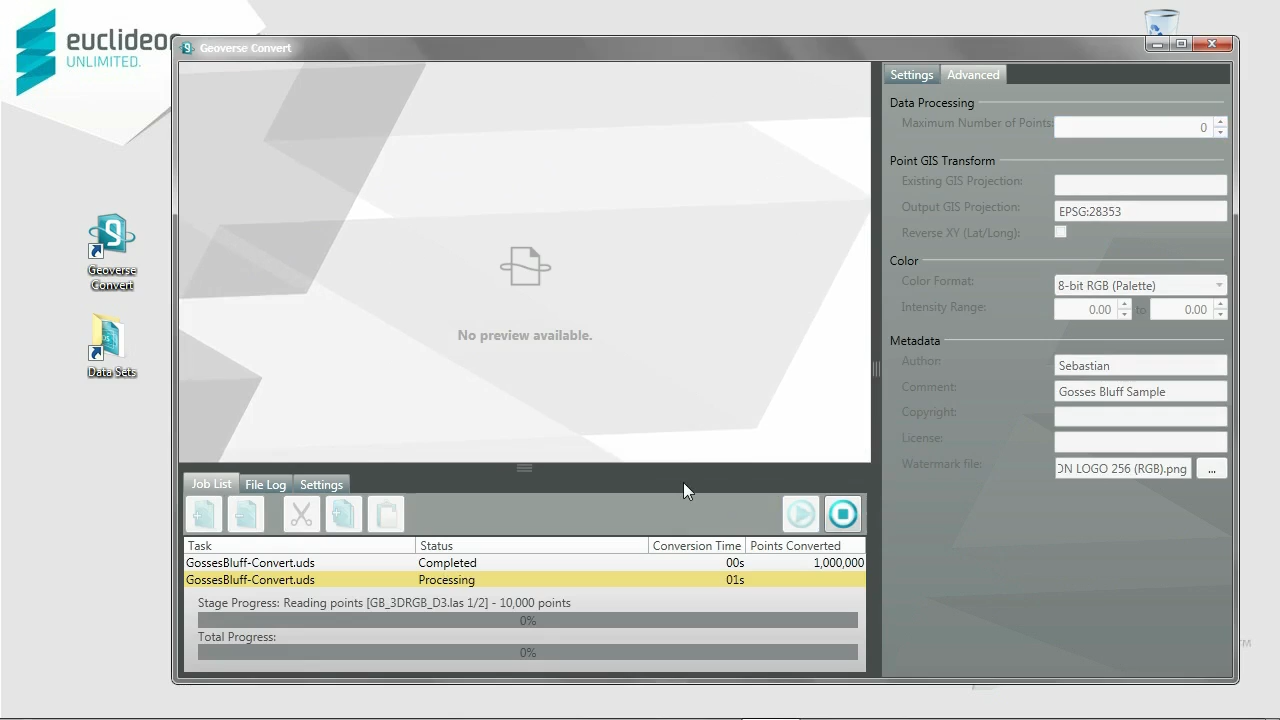 euclideon
UNLIMITED.
Geoverse Convert
Geoverse
Convert
Data Sets
No preview available.
Job List
File Log
Settings
Task
Status
Conversion Time
Points Converted
GossesBluff-Convert.uds
Completed
00s
1,000,000
GossesBluff-Convert.uds
Processing
01s
Stage Progress: Reading points [GB_3DRGB_D3.las 1/2] - 10,000 points
0%
Total Progress:
0%
Settings
Advanced
Data Processing
Maximum Number of Points:
0
Point GIS Transform
Existing GIS Projection:
Output GIS Projection:
EPSG:28353
Reverse XY (Lat/Long):
Color
Color Format:
8-bit RGB (Palette)
Intensity Range:
0.00
to
0.00
Metadata
Author:
Sebastian
Comment:
Gosses Bluff Sample
Copyright:
License:
Watermark file:
ON LOGO 256 (RGB).png
...
TM